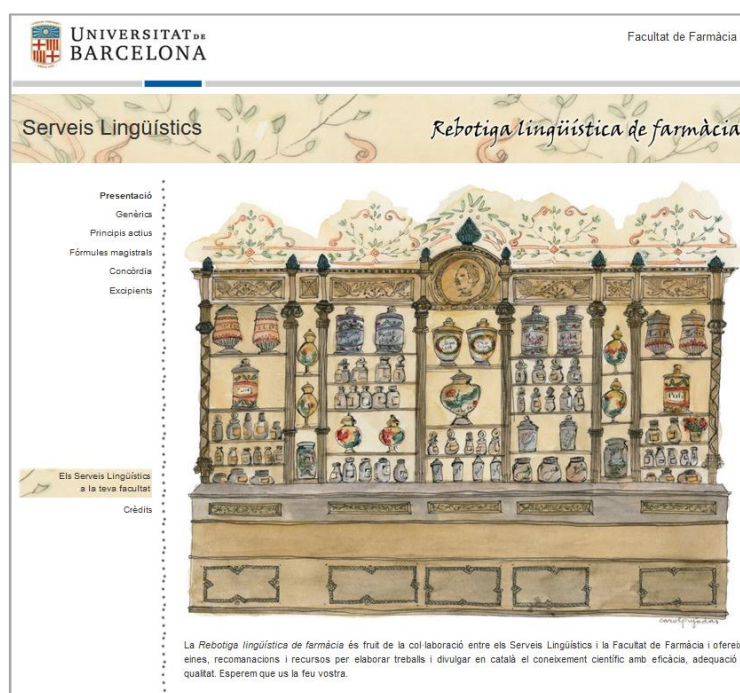 UNIVERSITAT DE
BARCELONA
Facultat de Farmàcia
Serveis Lingüístics
Rebotiga lingüística de farmàcia
Presentació
Genèrics
Principis actius
Fórmules magistrals
Concòrdia
Excipients
Els Serveis Lingüístics
a la teva facultat
Crèdits
carolpujadas
La Rebotiga lingüística de farmàcia és fruit de la col·laboració entre els Serveis Lingüístics i la Facultat de Farmàcia i ofereix
eines, recomanacions i recursos per elaborar treballs i divulgar en català el coneixement científic amb eficàcia, adequació
qualitat. Esperem que us la feu vostra.